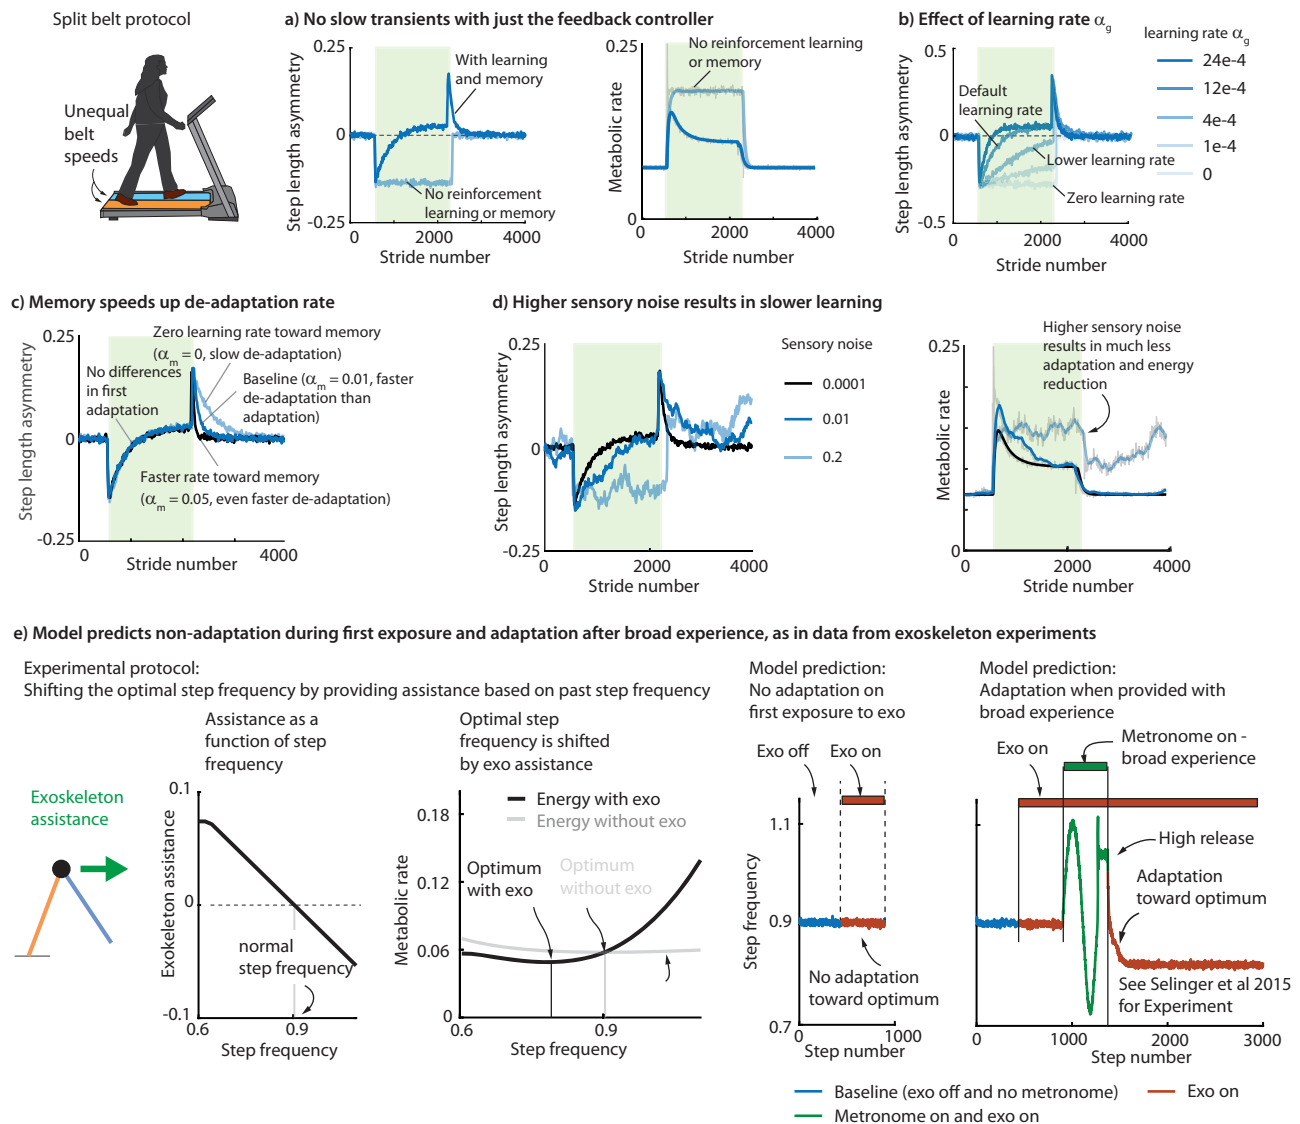 Split belt protocol
Unequal
belt
speeds
a) No slow transients with just the feedback controller
Step length asymmetry
0.25
0
-0.25
With learning
and memory
No reinforcement
learning or memory
0
2000
4000
Stride number
Metabolic rate
0.25
0
No reinforcement learning
or memory
0
2000
4000
Stride number
b) Effect of learning rate αg
Step length asymmetry
0.5
0
-0.5
Default
learning rate
Lower learning rate
Zero learning rate
0
2000
4000
Stride number
learning rate αg
24e-4
12e-4
4e-4
1e-4
0
c) Memory speeds up de-adaptation rate
Step length asymmetry
0.25
0
-0.25
Zero learning rate toward memory
(αm = 0, slow de-adaptation)
No differences
in first
adaptation
Baseline (αm = 0.01, faster
de-adaptation than
adaptation)
Faster rate toward memory
(αm = 0.05, even faster de-adaptation)
0
2000
4000
Stride number
d) Higher sensory noise results in slower learning
Step length asymmetry
0.25
0
-0.25
0
2000
4000
Stride number
Sensory noise
0.0001
0.01
0.2
Metabolic rate
0.25
0
Higher sensory noise
results in much less
adaptation and energy
reduction
0
2000
4000
Stride number
e) Model predicts non-adaptation during first exposure and adaptation after broad experience, as in data from exoskeleton experiments
Experimental protocol:
Shifting the optimal step frequency by providing assistance based on past step frequency
Exoskeleton
assistance
Assistance as a
function of step
frequency
Exoskeleton assistance
0.1
0
-0.1
normal
step frequency
0.6
0.9
Step frequency
Optimal step
frequency is shifted
by exo assistance
Metabolic rate
0.18
0.12
0.06
0
Energy with exo
Energy without exo
Optimum
with exo
Optimum
without exo
0.6
0.9
Step frequency
Model prediction:
No adaptation on
first exposure to exo
Exo off
Exo on
Step frequency
1.1
0.9
0.7
No adaptation
toward optimum
0
1000
Step number
Model prediction:
Adaptation when provided with
broad experience
Exo on
Metronome on -
broad experience
High release
Adaptation
toward optimum
See Selinger et al 2015
for Experiment
0
1000
2000
3000
Step number
Baseline (exo off and no metronome)
Exo on
Metronome on and exo on